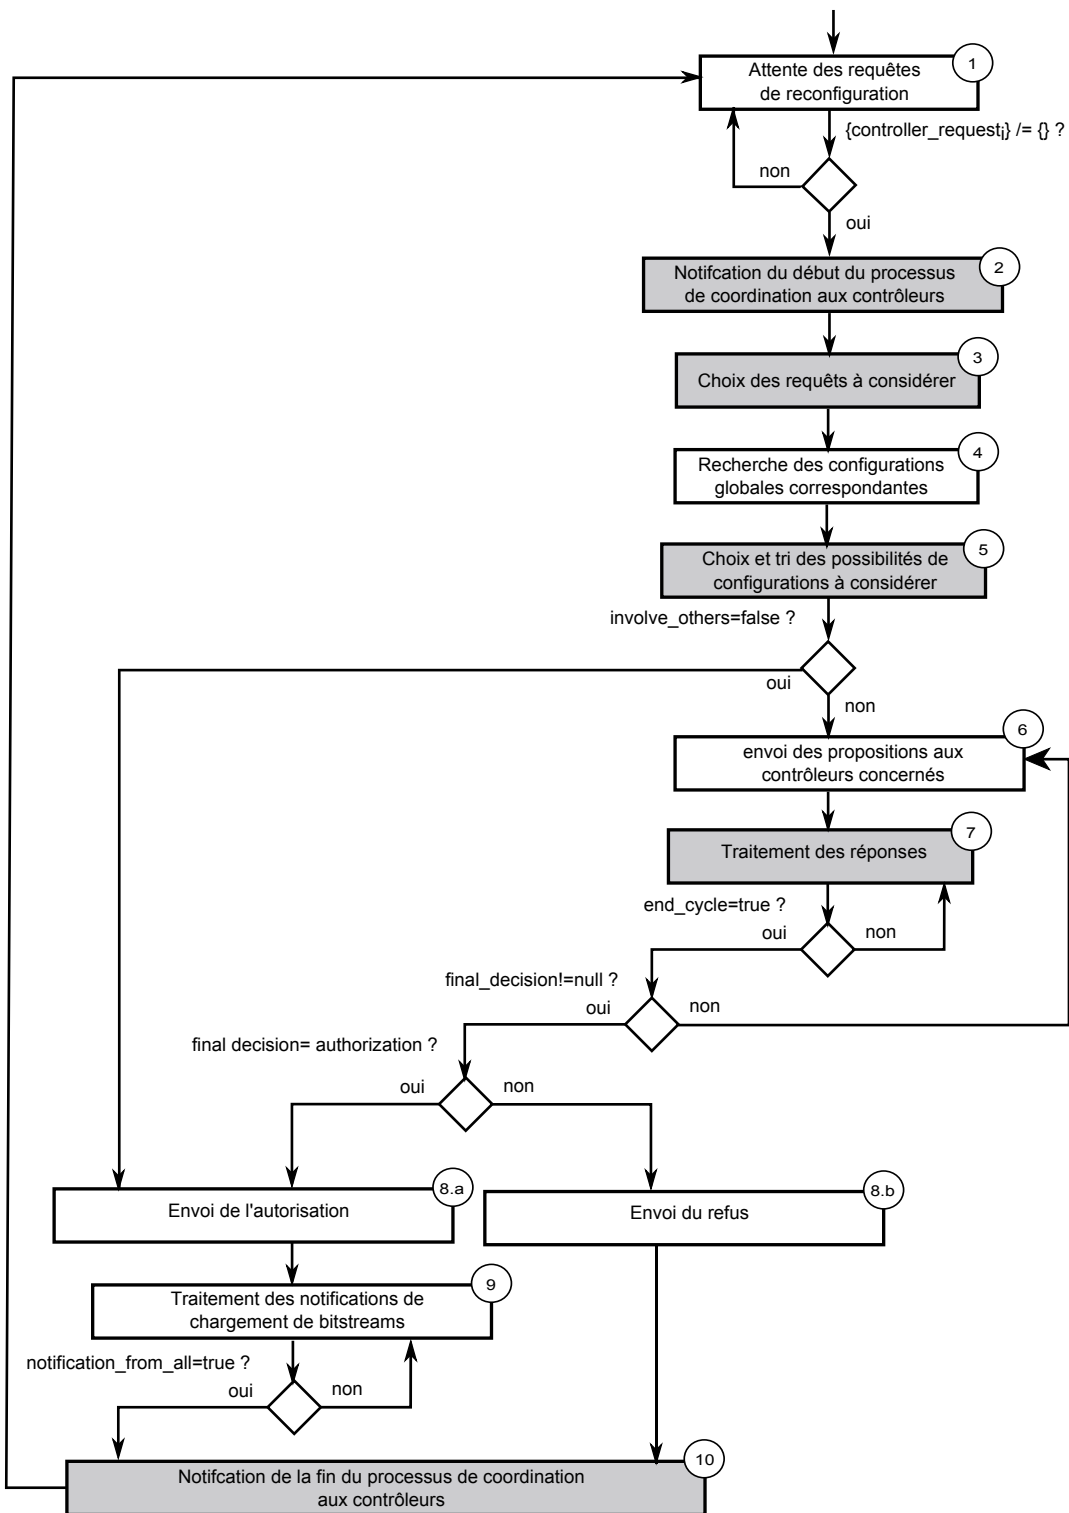 1
Attente des requêtes
de reconfiguration
{controller_requesti} /= {} ?
non
oui
2
Notifcation du début du processus
de coordination aux contrôleurs
3
Choix des requêts à considérer
4
Recherche des configurations
globales correspondantes
5
Choix et tri des possibilités de
configurations à considérer
involve_others=false ?
oui
non
6
envoi des propositions aux
contrôleurs concernés
7
Traitement des réponses
end_cycle=true ?
oui
non
final_decision!=null ?
oui
non
final decision= authorization ?
oui
non
8.a
Envoi de l'autorisation
8.b
Envoi du refus
9
Traitement des notifications de
chargement de bitstreams
notification_from_all=true ?
oui
non
10
Notifcation de la fin du processus de coordination
aux contrôleurs